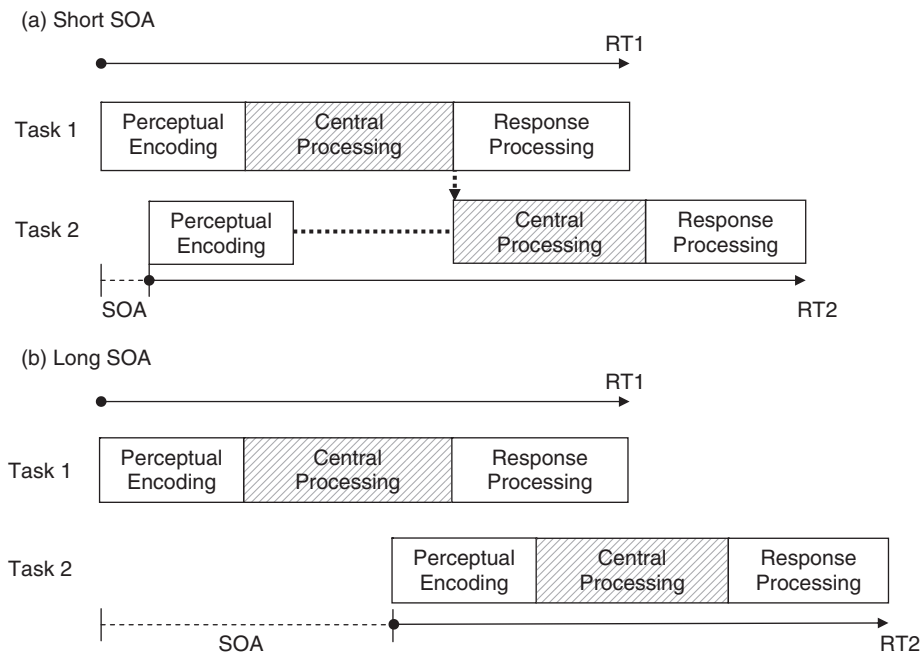 (a) Short SOA
RT1
Task 1
Perceptual
Encoding
Central
Processing
Response
Processing
Task 2
Perceptual
Encoding
Central
Processing
Response
Processing
SOA
RT2
(b) Long SOA
RT1
Task 1
Perceptual
Encoding
Central
Processing
Response
Processing
Task 2
Perceptual
Encoding
Central
Processing
Response
Processing
SOA
RT2